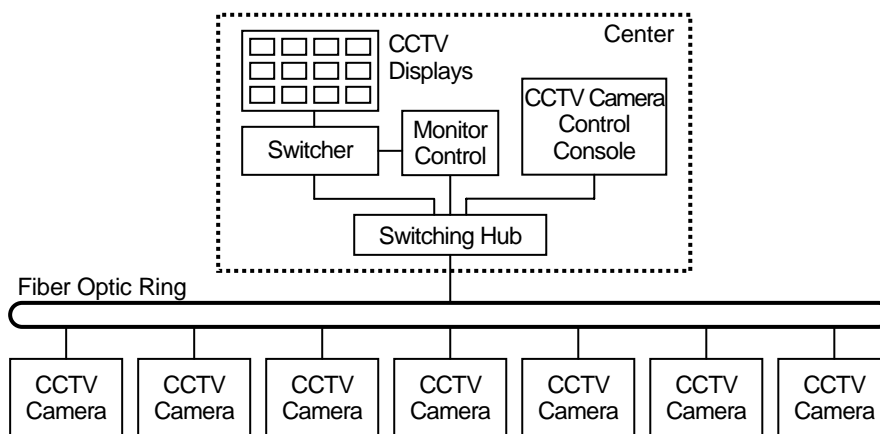 CCTV
Displays
Center
CCTV Camera
Control
Console
Monitor
Control
Switcher
Switching Hub
Fiber Optic Ring
CCTV
Camera
CCTV
Camera
CCTV
Camera
CCTV
Camera
CCTV
Camera
CCTV
Camera
CCTV
Camera